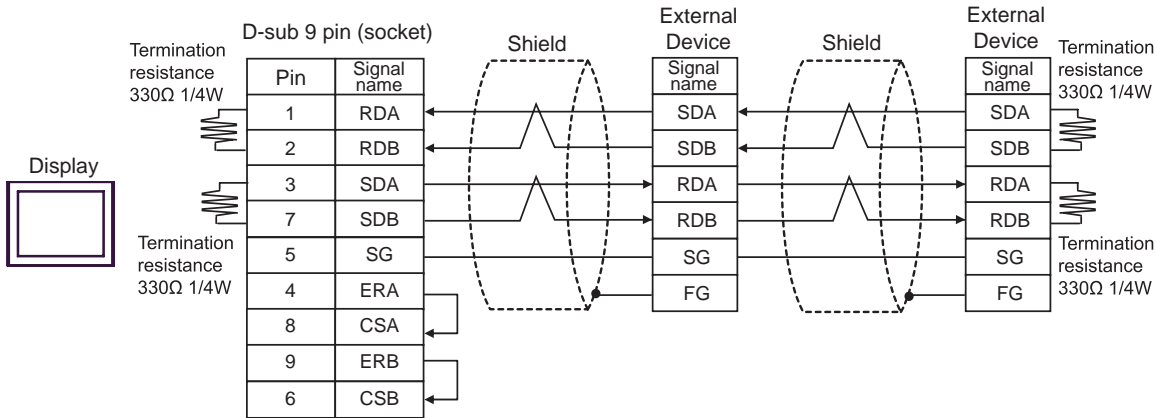 D-sub 9 pin (socket)
Shield
External
Device
Shield
External
Device
Termination
resistance
330Ω 1/4W
Termination
resistance
330Ω 1/4W
Pin
Signal
name
Signal
name
Signal
name
1 RDA SDA SDA
2 RDB SDB SDB
Display
3 SDA RDA RDA
7 SDB RDB RDB
Termination
resistance
330Ω 1/4W
5 SG SG SG
Termination
resistance
330Ω 1/4W
4 ERA FG FG
8 CSA
9 ERB
6 CSB